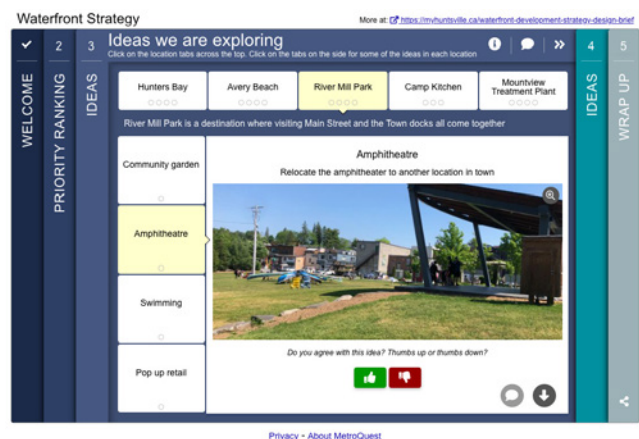 Waterfront Strategy
More at: https://myhuntsville.ca/waterfront-development-strategy-design-brief
WELCOME
2
PRIORITY RANKING
3
IDEAS
Ideas we are exploring
Click on the location tabs across the top. Click on the tabs on the side for some of the ideas in each location
Hunters Bay
Avery Beach
River Mill Park
Camp Kitchen
Mountview
Treatment Plant
River Mill Park is a destination where visiting Main Street and the Town docks all come together
Community garden
Amphitheatre
Swimming
Pop up retail
Amphitheatre
Relocate the amphitheater to another location in town
Do you agree with this idea? Thumbs up or thumbs down?
4
IDEAS
5
WRAP UP
Privacy - About MetroQuest